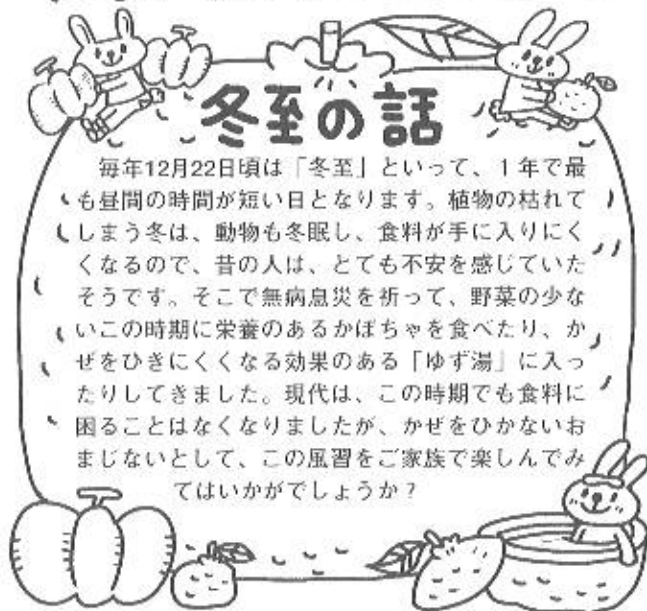 冬至の話
毎年12月22日頃は「冬至」といって、1年で最
も昼間の時間が短い日となります。植物の枯れて
しまう冬は、動物も冬眠し、食料が手に入りにく
くなるので、昔の人は、とても不安を感じていた
そうです。そこで無病息災を祈って、野菜の少な
いこの時期に栄養のあるかぼちゃを食べたり、か
ぜをひきにくくなる効果のある「ゆず湯」に入っ
たりしてきました。現代は、この時期でも食料に
困ることはなくなりましたが、かぜをひかないお
まじないとして、この風習をご家族で楽しんでみ
てはいかがでしょうか？